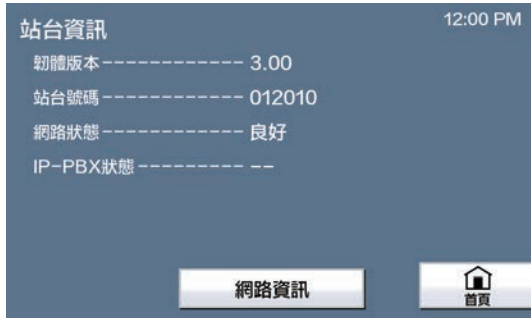 站台資訊
12:00 PM
韌體版本------------ 3.00
站台號碼------------ 012010
網路狀態------------ 良好
IP-PBX狀態--------- --
網路資訊
首頁